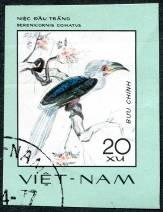 NIỆC ĐẦU TRẮNG
BERENICORNIS COMATUS
BƯU CHÍNH
20
XU
VIỆT-NAM